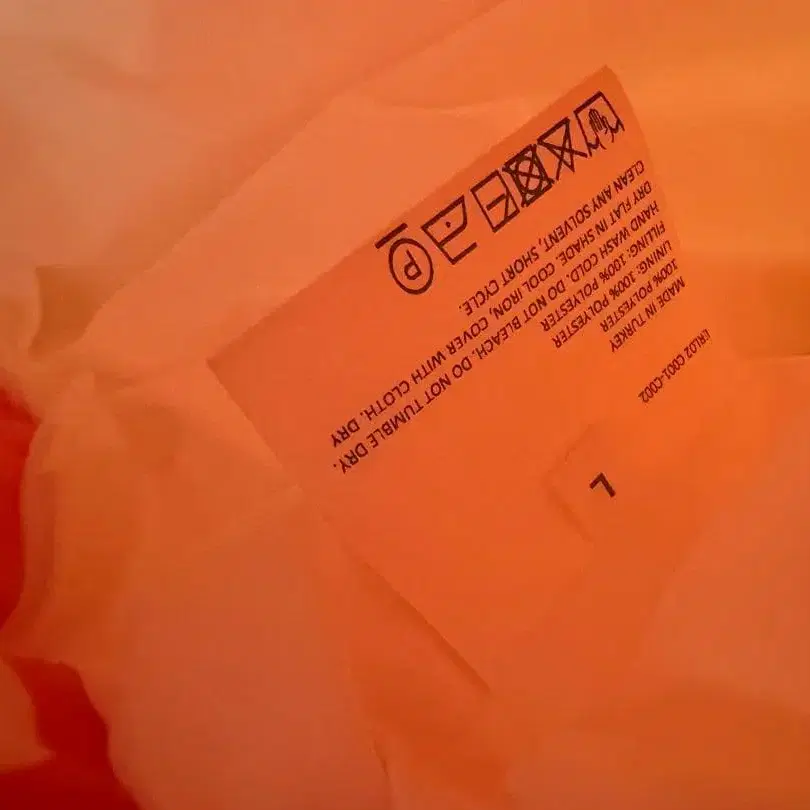 L
LRL02 C001-C002
MADE IN TURKEY
100% POLYESTER
LINING: 100% POLYESTER
FILLING: 100% POLYESTER
HAND WASH COLD. DO NOT BLEACH. DO NOT TUMBLE DRY.
DRY FLAT IN SHADE. COOL IRON, COVER WITH CLOTH. DRY
CLEAN ANY SOLVENT, SHORT CYCLE.
P